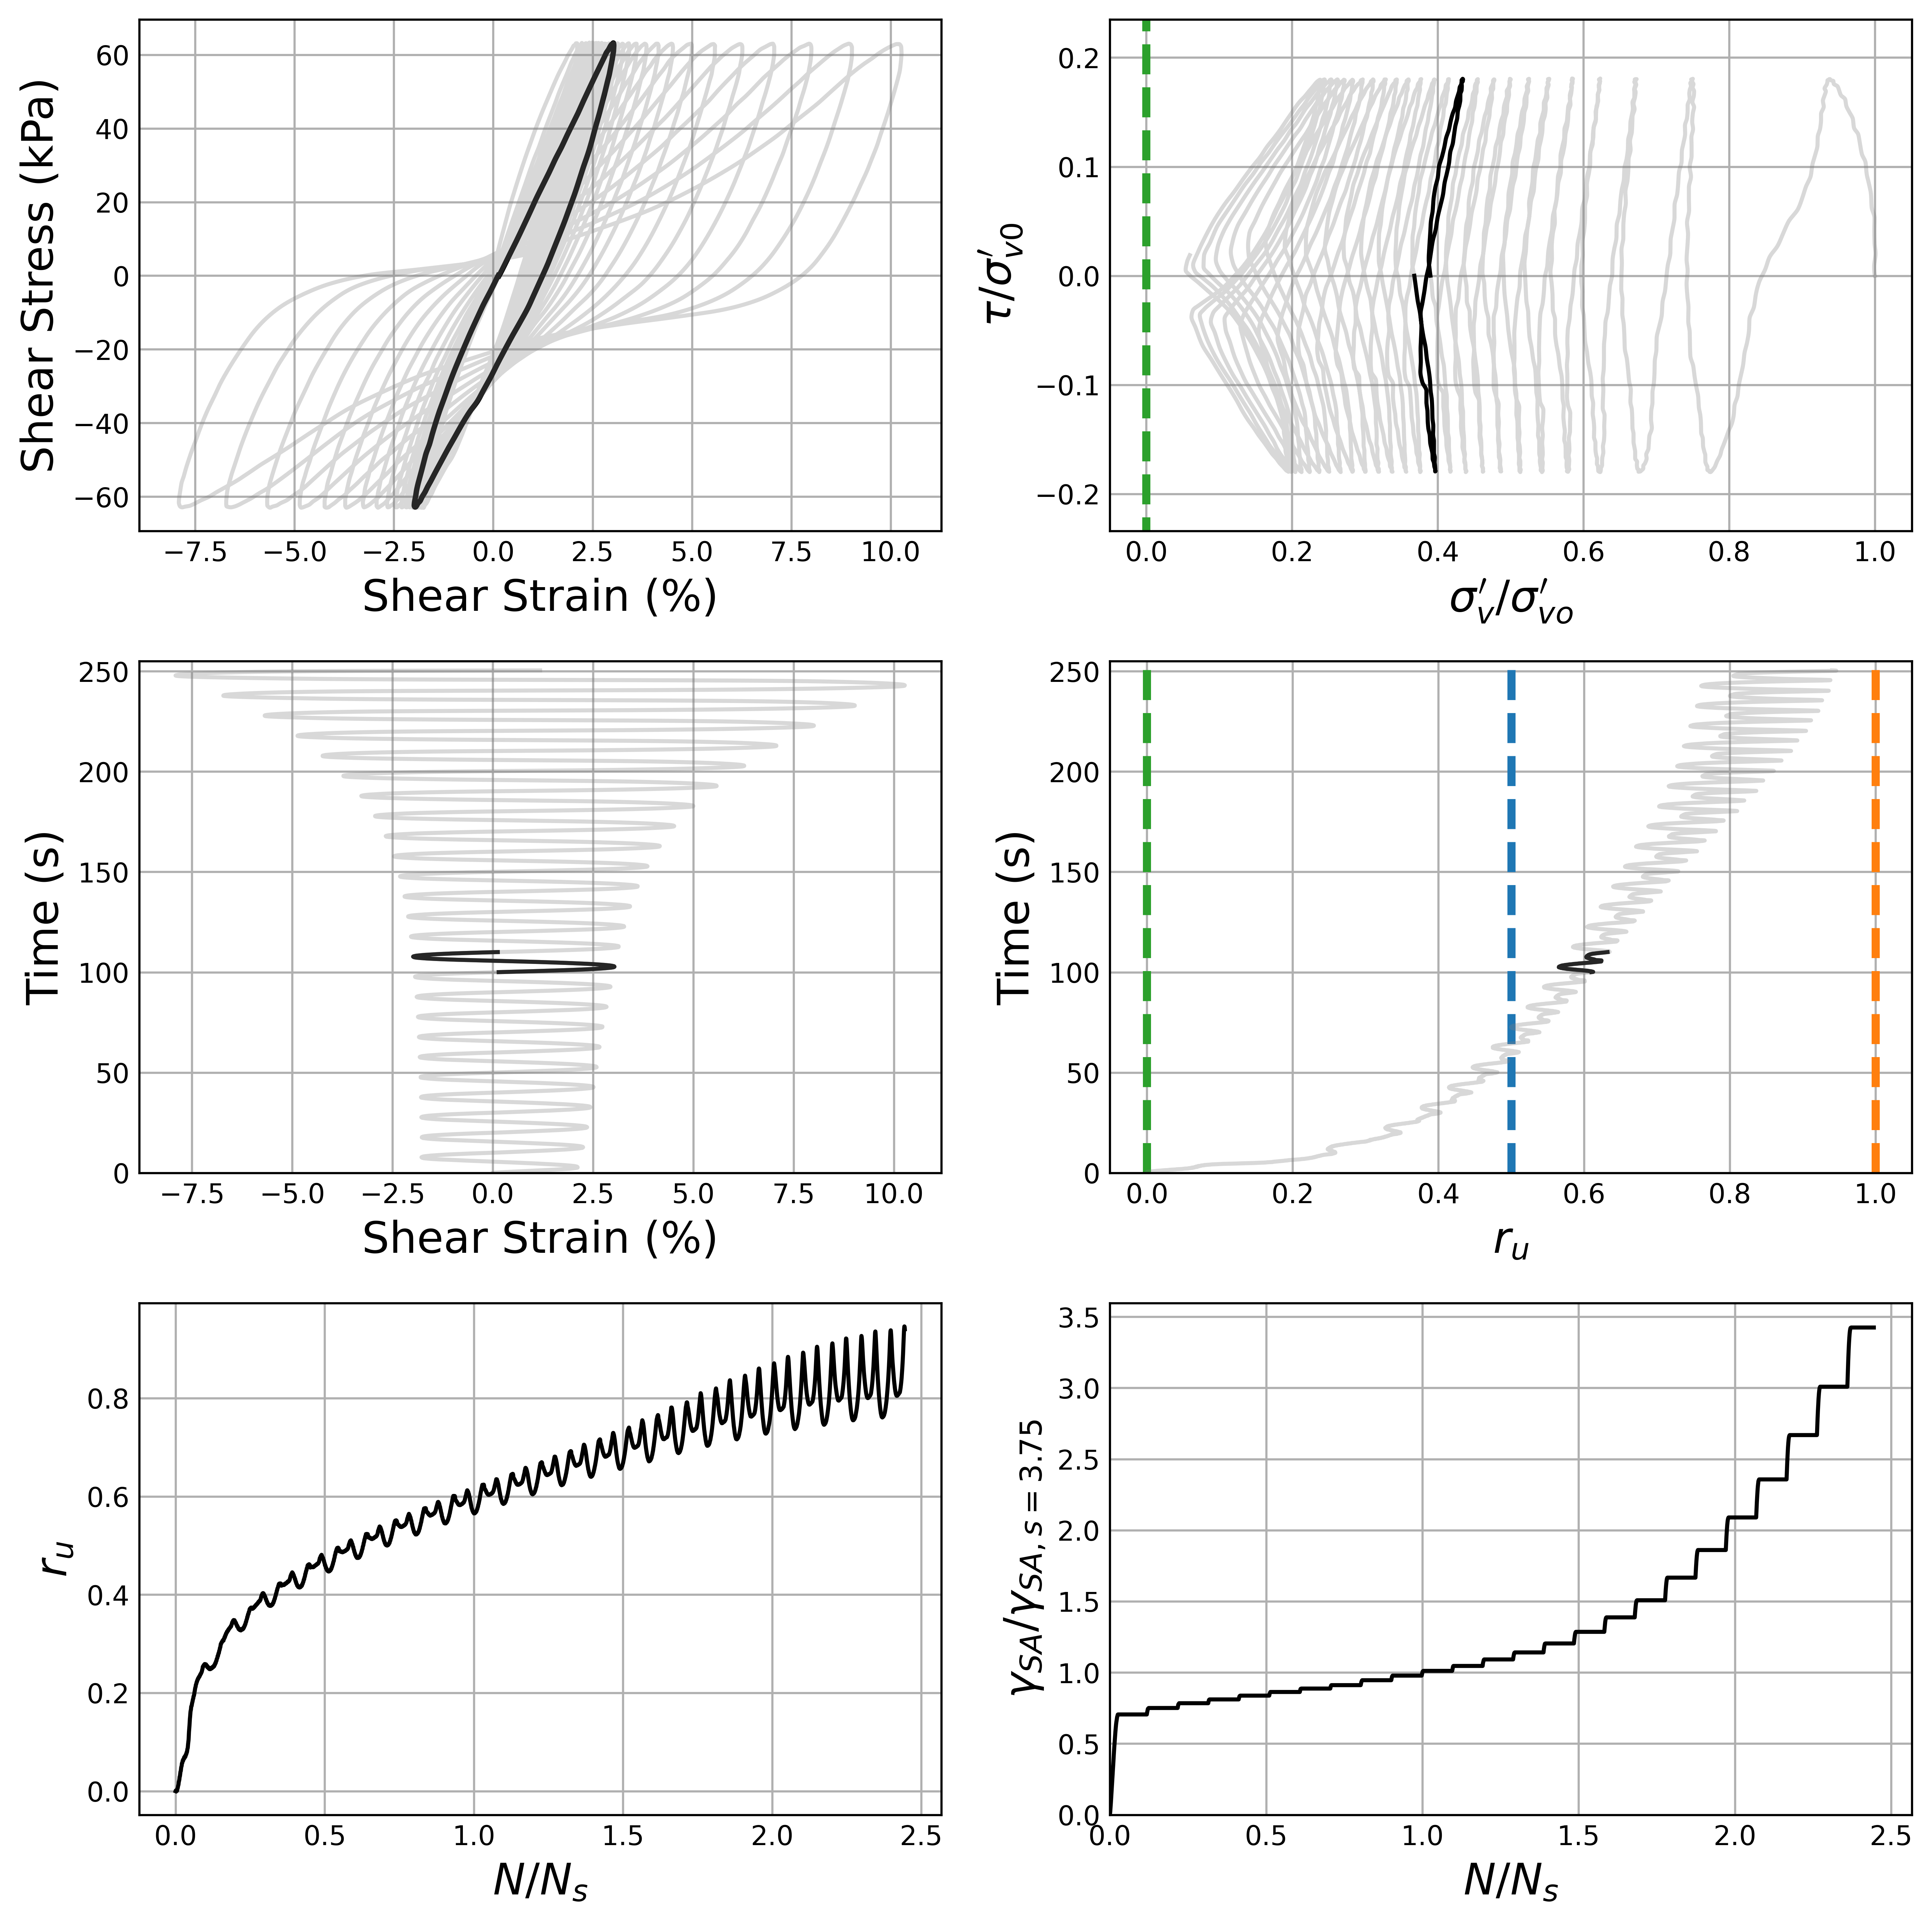 60
40
20
0
−20
−40
−60
Shear Stress (kPa)
−7.5 −5.0 −2.5 0.0 2.5 5.0 7.5 10.0
Shear Strain (%)
0.2
0.1
0.0
−0.1
−0.2
τ/σ′v0
0.0 0.2 0.4 0.6 0.8 1.0
σ′v/σ′vo
250
200
150
100
50
0
Time (s)
−7.5 −5.0 −2.5 0.0 2.5 5.0 7.5 10.0
Shear Strain (%)
250
200
150
100
50
0
Time (s)
0.0 0.2 0.4 0.6 0.8 1.0
ru
0.8
0.6
0.4
0.2
0.0
ru
0.0 0.5 1.0 1.5 2.0 2.5
N/Ns
3.5
3.0
2.5
2.0
1.5
1.0
0.5
0.0
γSA/γSA, s = 3.75
0.0 0.5 1.0 1.5 2.0 2.5
N/Ns